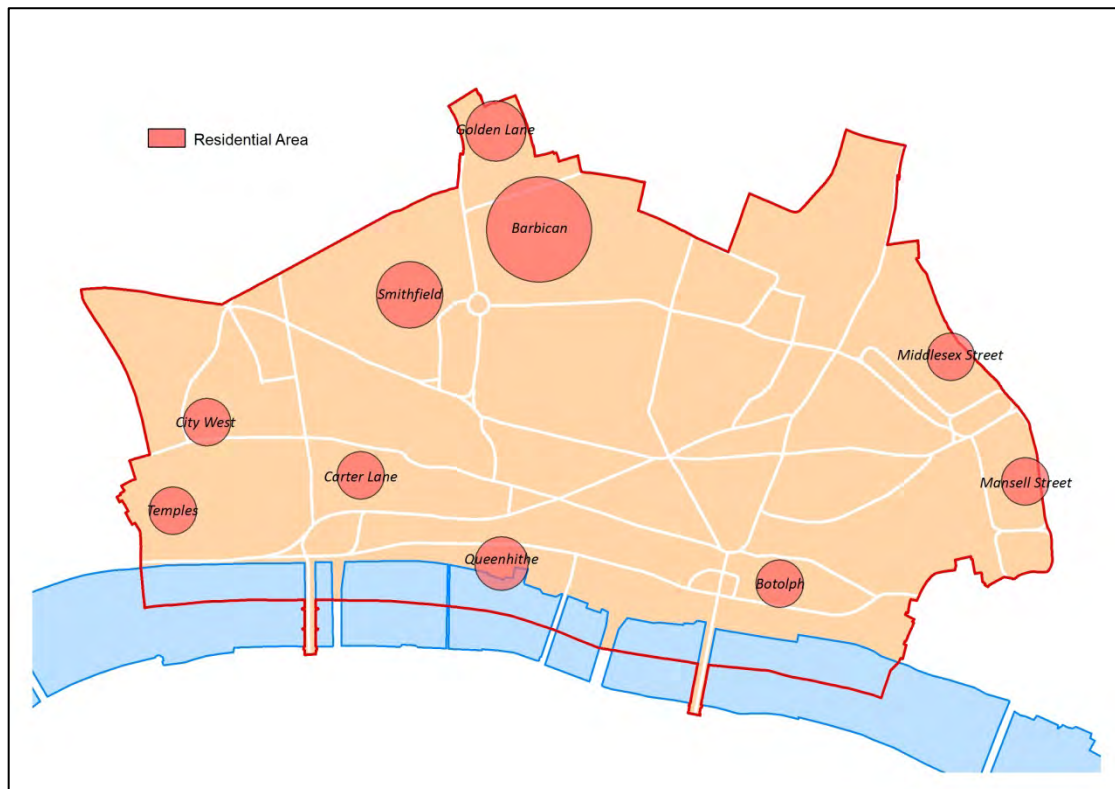 Golden Lane
Residential Area
Barbican
Smithfield
Middlesex Street
City West
Carter Lane
Mansell Street
Temples
Queenhithe
Botolph